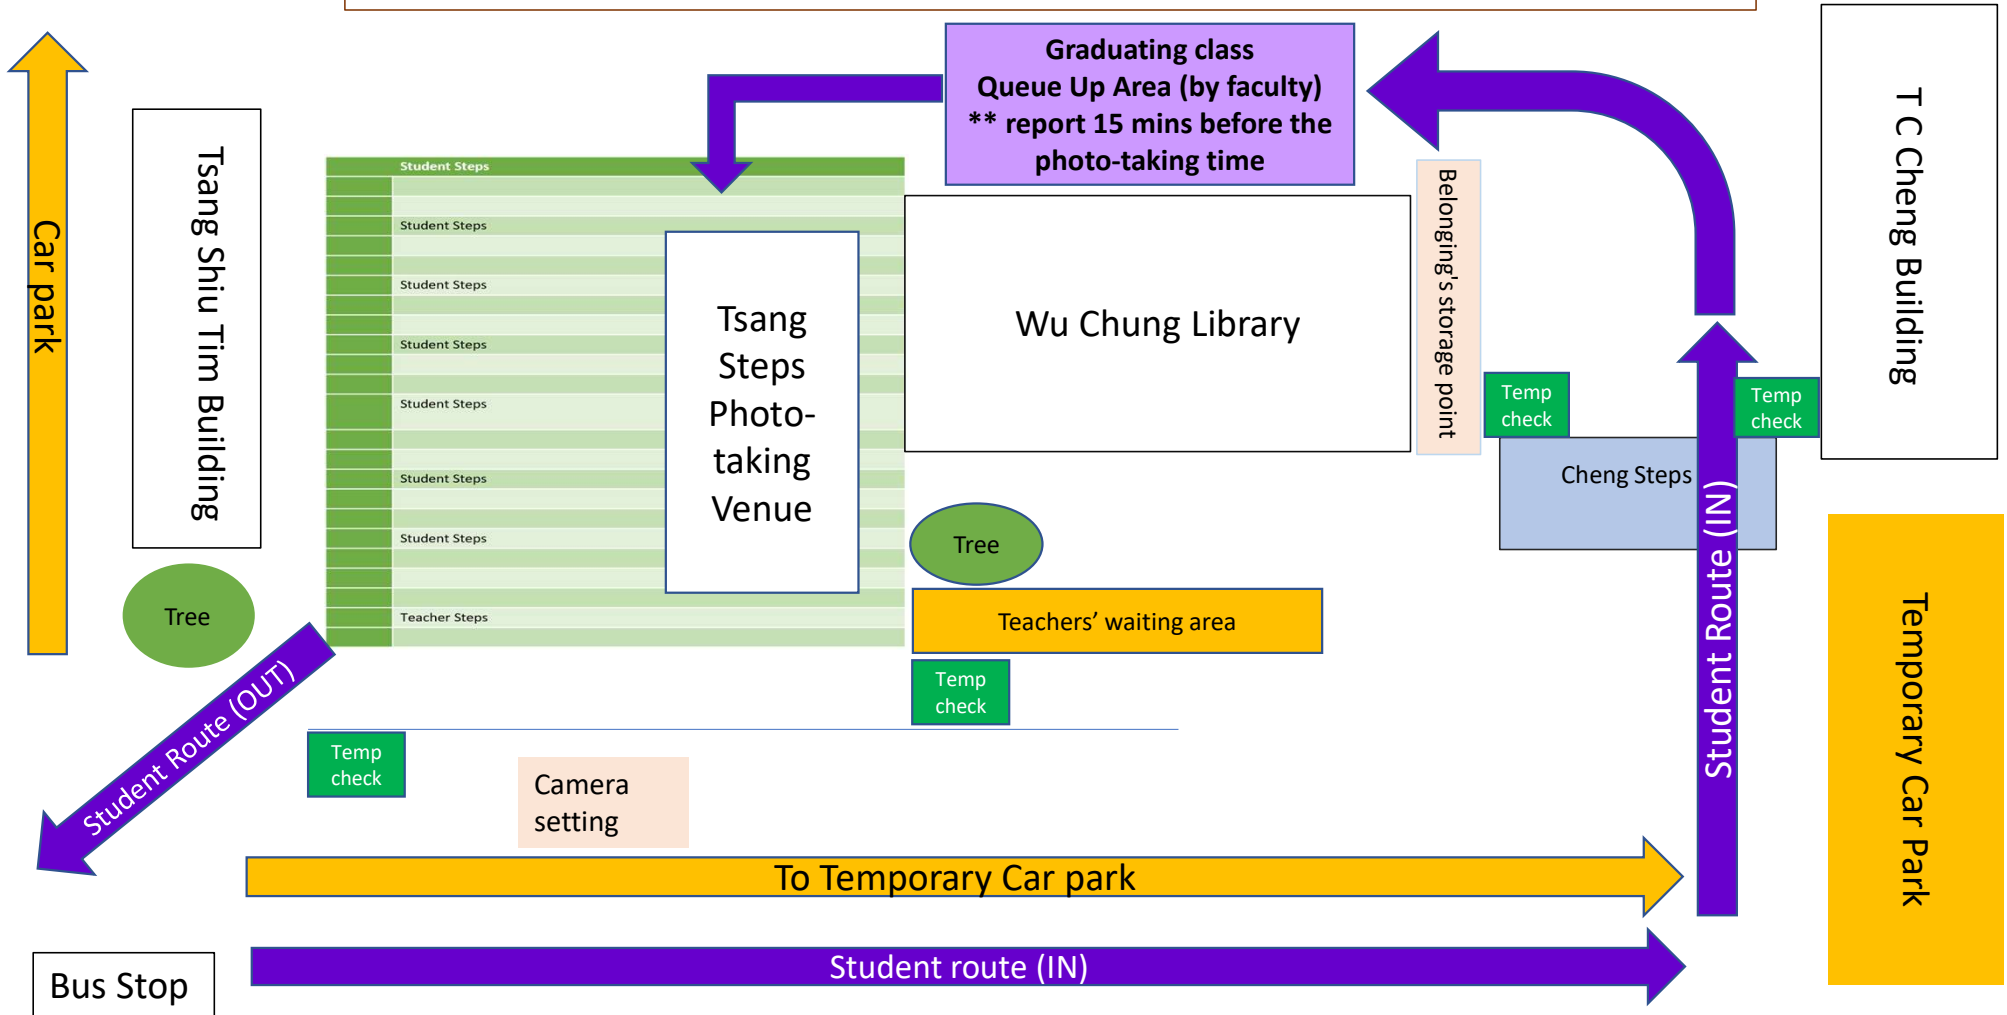 Graduating class
Queue Up Area (by faculty)
** report 15 mins before the
photo-taking time
Car park
Tsang Shiu Tim Building
Student Steps
Student Steps
Student Steps
Student Steps
Student Steps
Student Steps
Student Steps
Teacher Steps
Tsang
Steps
Photo-
taking
Venue
Wu Chung Library
Belonging's storage point
T C Cheng Building
Temp
check
Temp
check
Cheng Steps
Student Route (IN)
Tree
Tree
Teachers’ waiting area
Temp
check
Temporary Car Park
Student Route (OUT)
Temp
check
Camera
setting
To Temporary Car park
Student route (IN)
Bus Stop